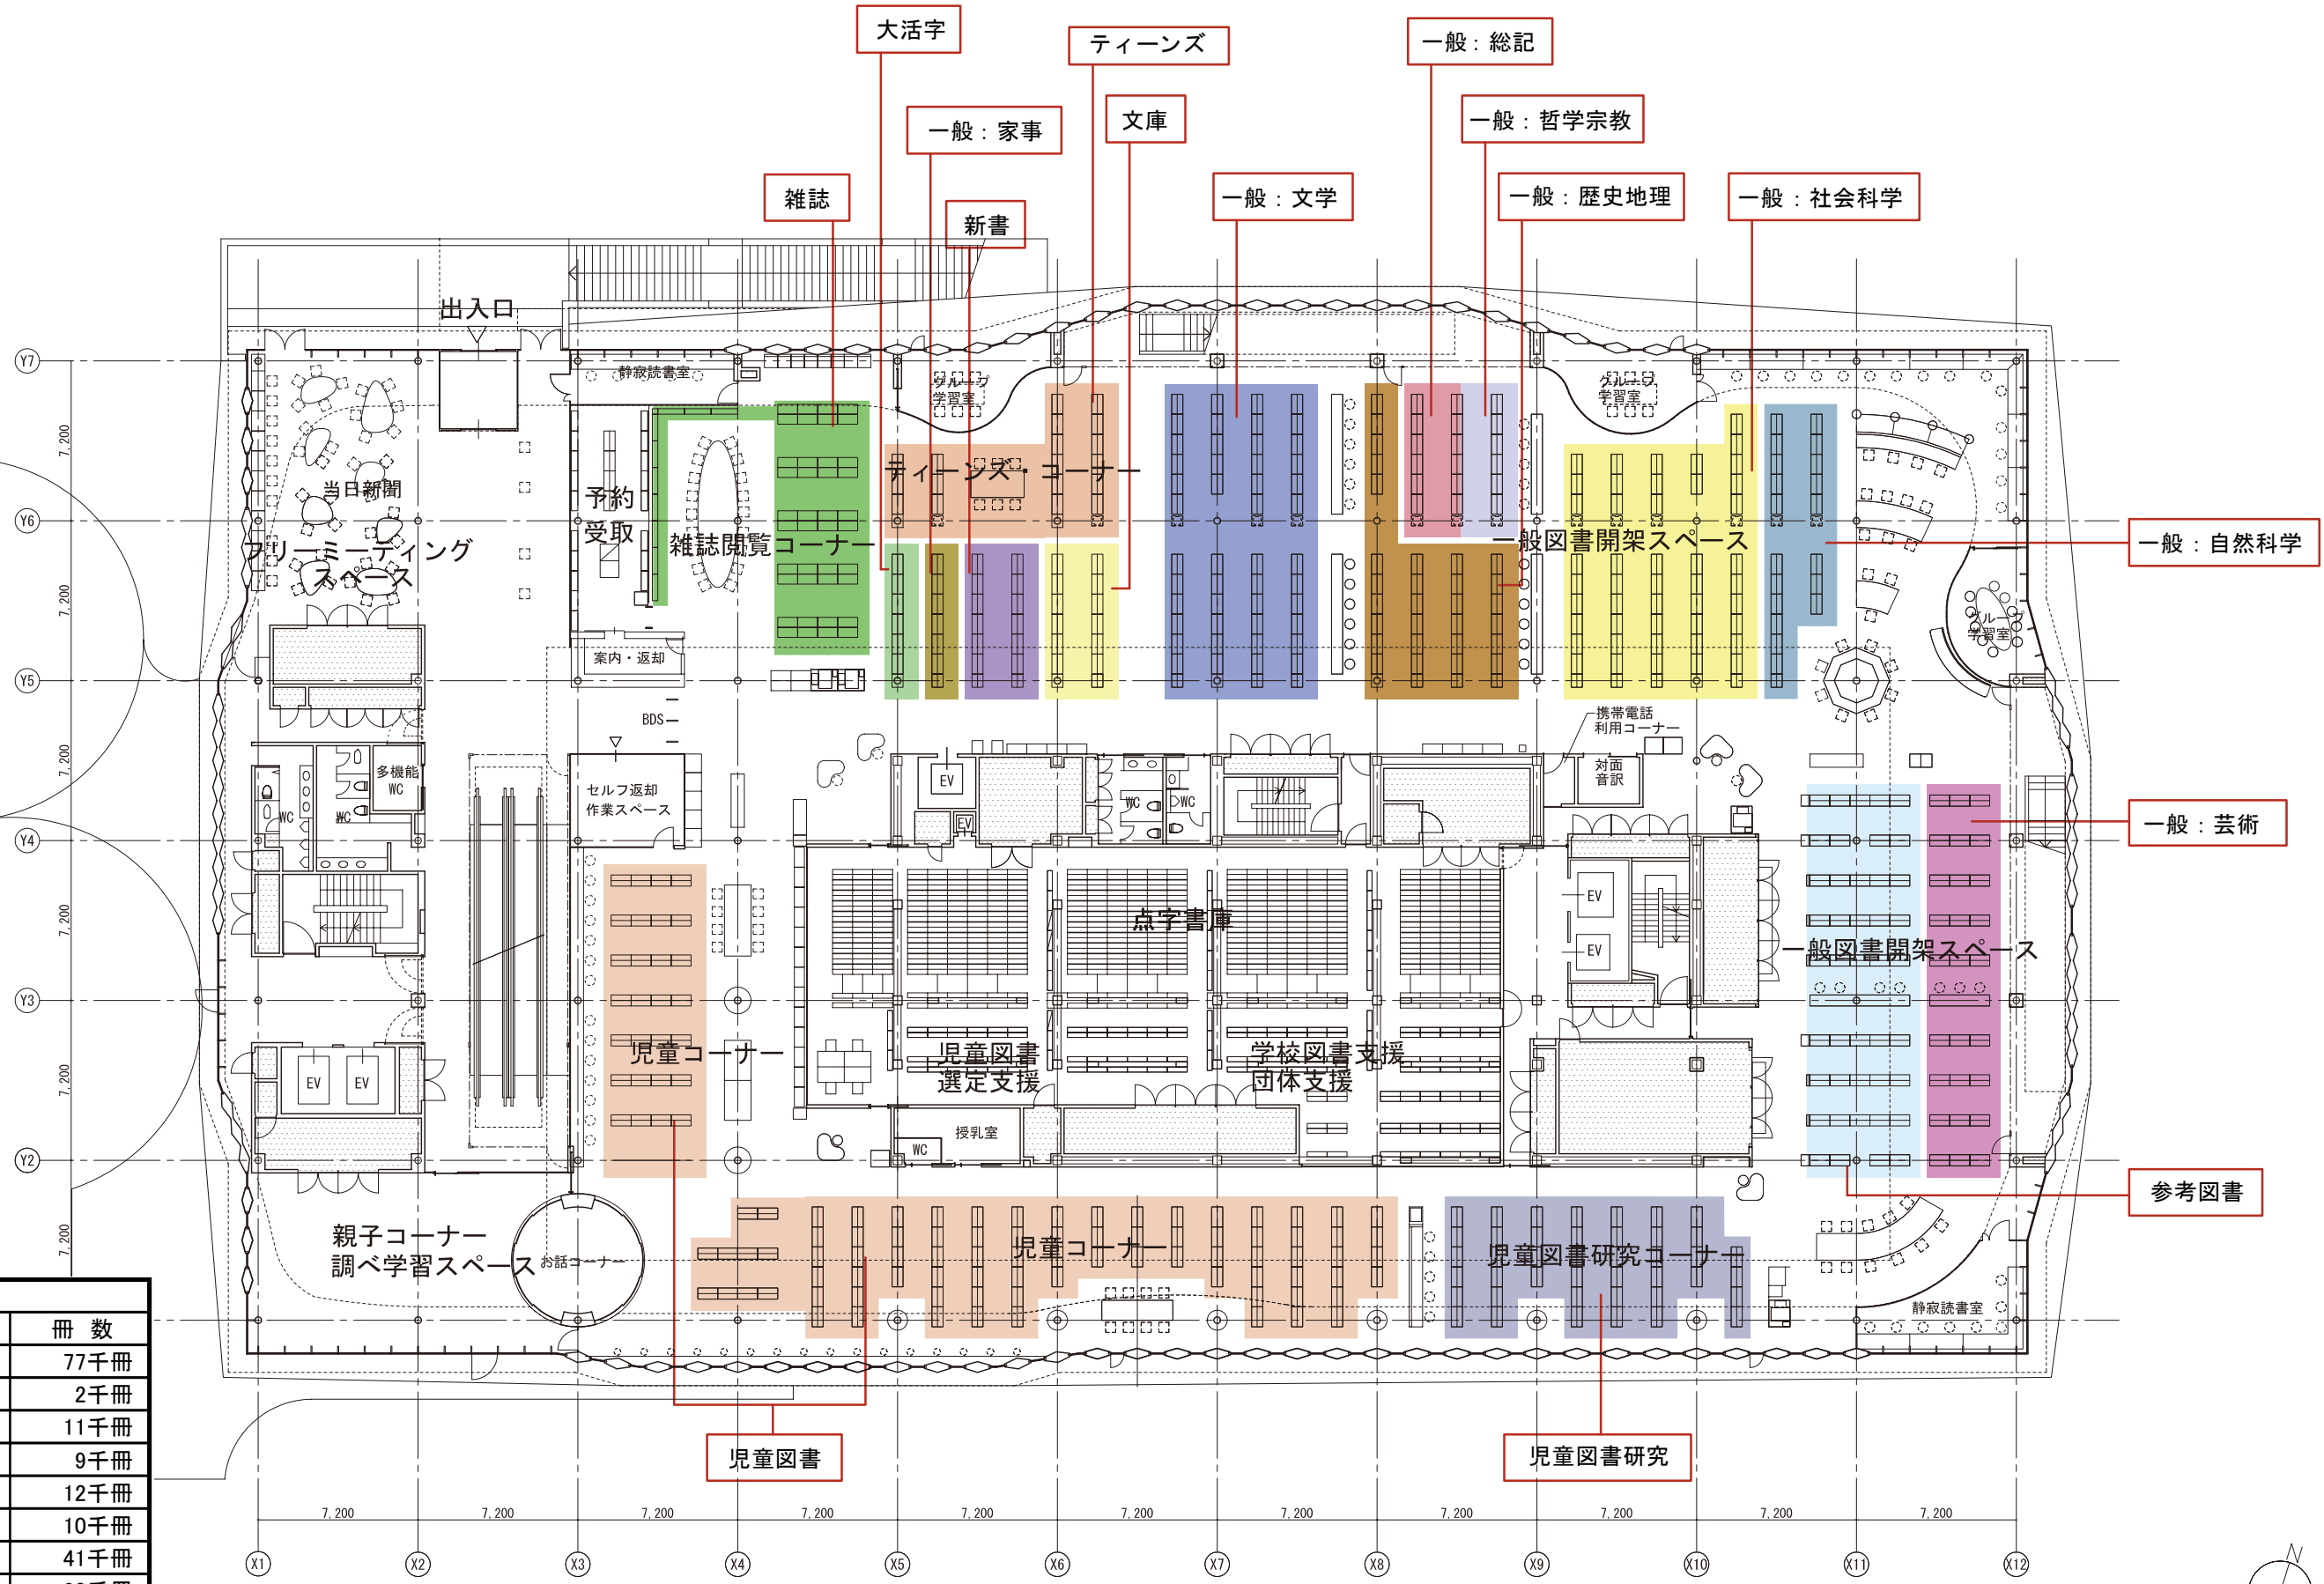 大活字
ティーンズ
一般：総記
一般：家事
文庫
一般：哲学宗教
雑誌
新書
一般：文学
一般：歴史地理
一般：社会科学
出入口
Y7
静寂読書室
グループ
学習室
グループ
学習室
7,200
当日新聞
予約
受取
ティーンズ・コーナー
Y6
フリーミーティング
スペース
雑誌閲覧コーナー
一般図書開架スペース
一般：自然科学
7,200
グループ
学習室
案内・返却
Y5
BDS
携帯電話
利用コーナー
7,200
多機能
WC
セルフ返却
作業スペース
EV
対面
音訳
WC
WC
EV
WC
WC
Y4
一般：芸術
7,200
EV
点字書庫
EV
一般図書開架スペース
Y3
7,200
児童コーナー
児童図書
選定支援
学校図書支援
団体支援
EV
EV
授乳室
WC
Y2
参考図書
7,200
親子コーナー
調べ学習スペース
お話コーナー
児童コーナー
児童図書研究コーナー
静寂読書室
冊 数
77千冊
2千冊
11千冊
9千冊
12千冊
10千冊
41千冊
児童図書
児童図書研究
7,200
7,200
7,200
7,200
7,200
7,200
7,200
7,200
7,200
7,200
7,200
X1
X2
X3
X4
X5
X6
X7
X8
X9
X10
X11
X12
N